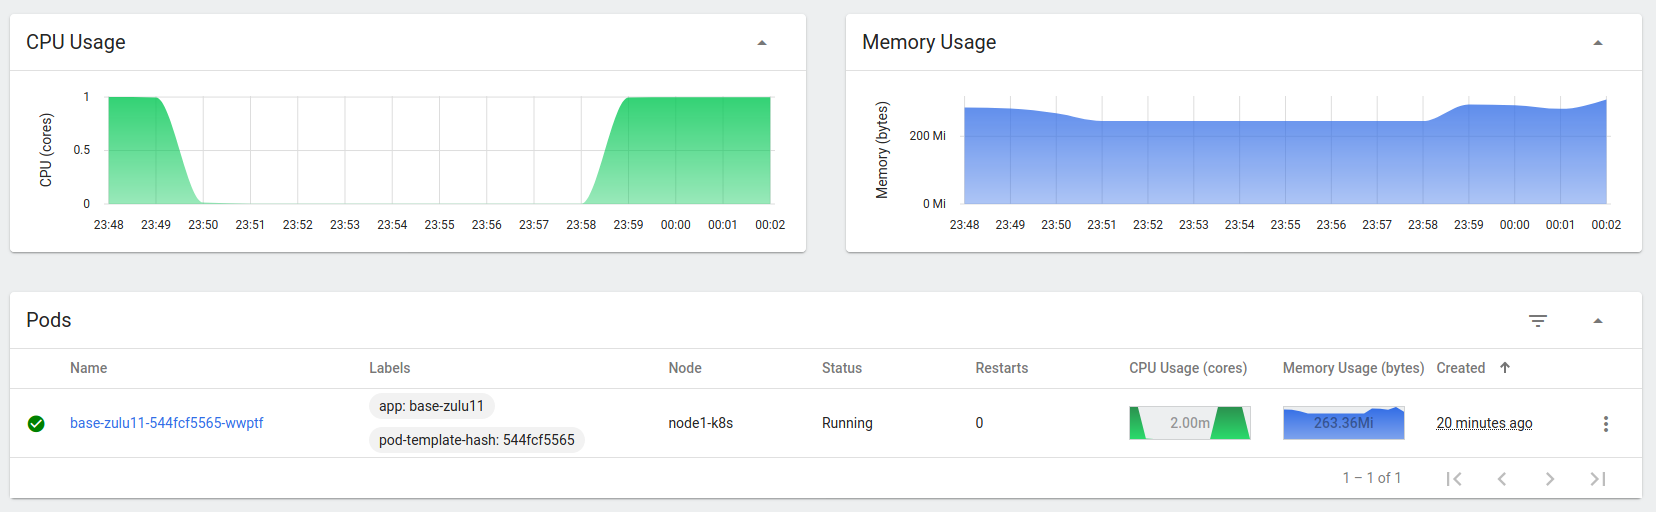 CPU Usage
CPU (cores)
1
0.5
0
23:48 23:49 23:50 23:51 23:52 23:53 23:54 23:55 23:56 23:57 23:58 23:59 00:00 00:01 00:02
Memory Usage
Memory (bytes)
200 Mi
0 Mi
23:48 23:49 23:50 23:51 23:52 23:53 23:54 23:55 23:56 23:57 23:58 23:59 00:00 00:01 00:02
Pods
Name Labels Node Status Restarts CPU Usage (cores) Memory Usage (bytes) Created
base-zulu11-544fcf5565-wwptf
app: base-zulu11
pod-template-hash: 544fcf5565
node1-k8s Running 0 2.00m 263.36Mi 20 minutes ago
1 – 1 of 1